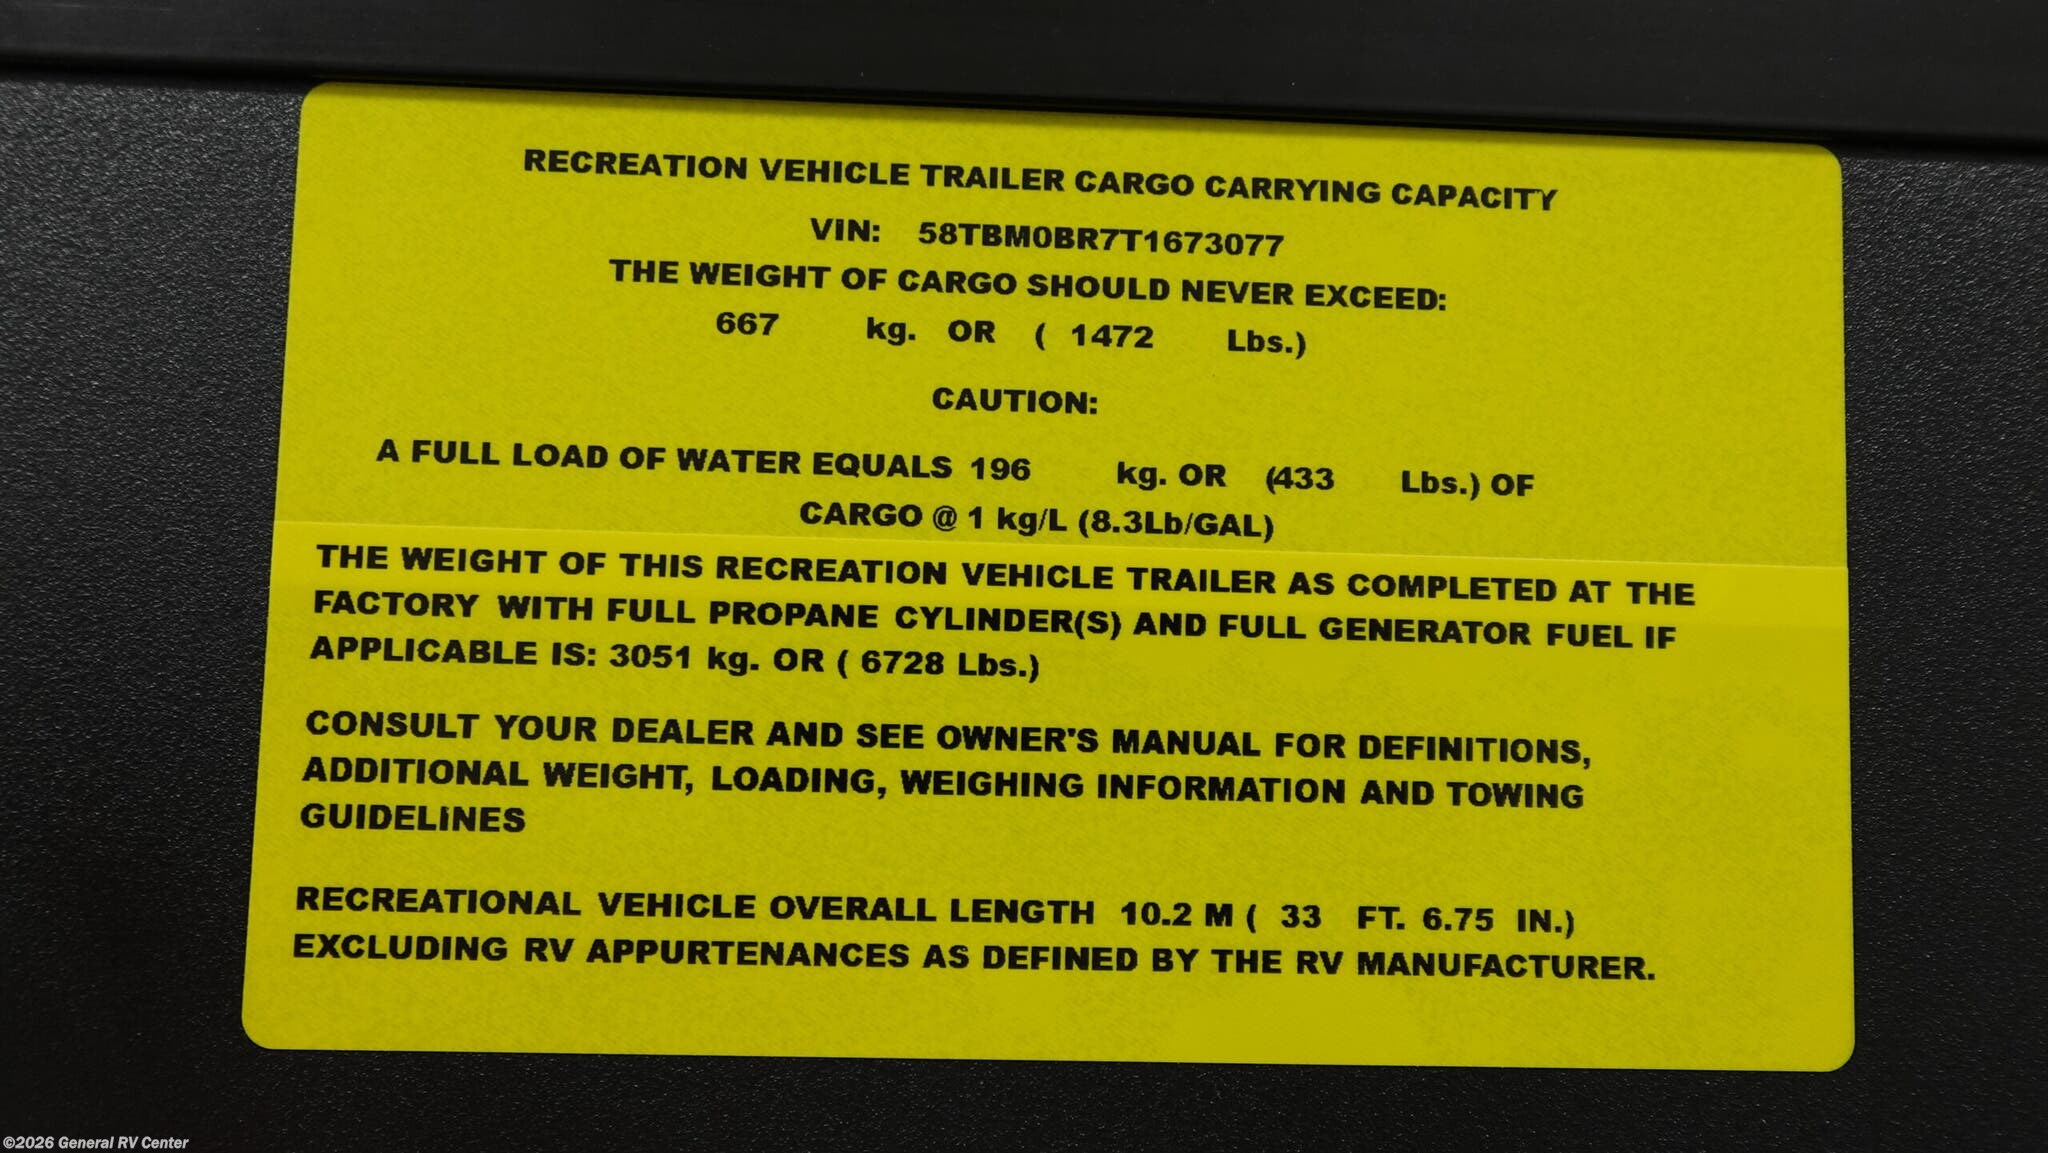 RECREATION VEHICLE TRAILER CARGO CARRYING CAPACITY
VIN: 58TBM0BR7T1673077
THE WEIGHT OF CARGO SHOULD NEVER EXCEED:
667 kg. OR ( 1472 Lbs.)
CAUTION:
A FULL LOAD OF WATER EQUALS 196 kg. OR (433 Lbs.) OF
CARGO @ 1 kg/L (8.3Lb/GAL)
THE WEIGHT OF THIS RECREATION VEHICLE TRAILER AS COMPLETED AT THE
FACTORY WITH FULL PROPANE CYLINDER(S) AND FULL GENERATOR FUEL IF
APPLICABLE IS: 3051 kg. OR ( 6728 Lbs.)
CONSULT YOUR DEALER AND SEE OWNER'S MANUAL FOR DEFINITIONS,
ADDITIONAL WEIGHT, LOADING, WEIGHING INFORMATION AND TOWING
GUIDELINES
RECREATIONAL VEHICLE OVERALL LENGTH 10.2 M ( 33 FT. 6.75 IN.)
EXCLUDING RV APPURTENANCES AS DEFINED BY THE RV MANUFACTURER.
©2026 General RV Center